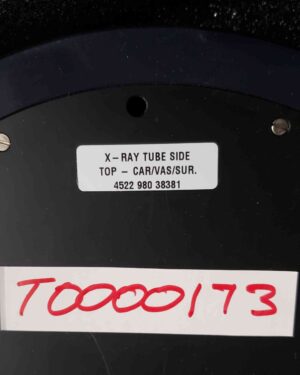 X-RAY TUBE SIDE
TOP - CAR/VAS/SUR.
4522 980 38381
T0000173